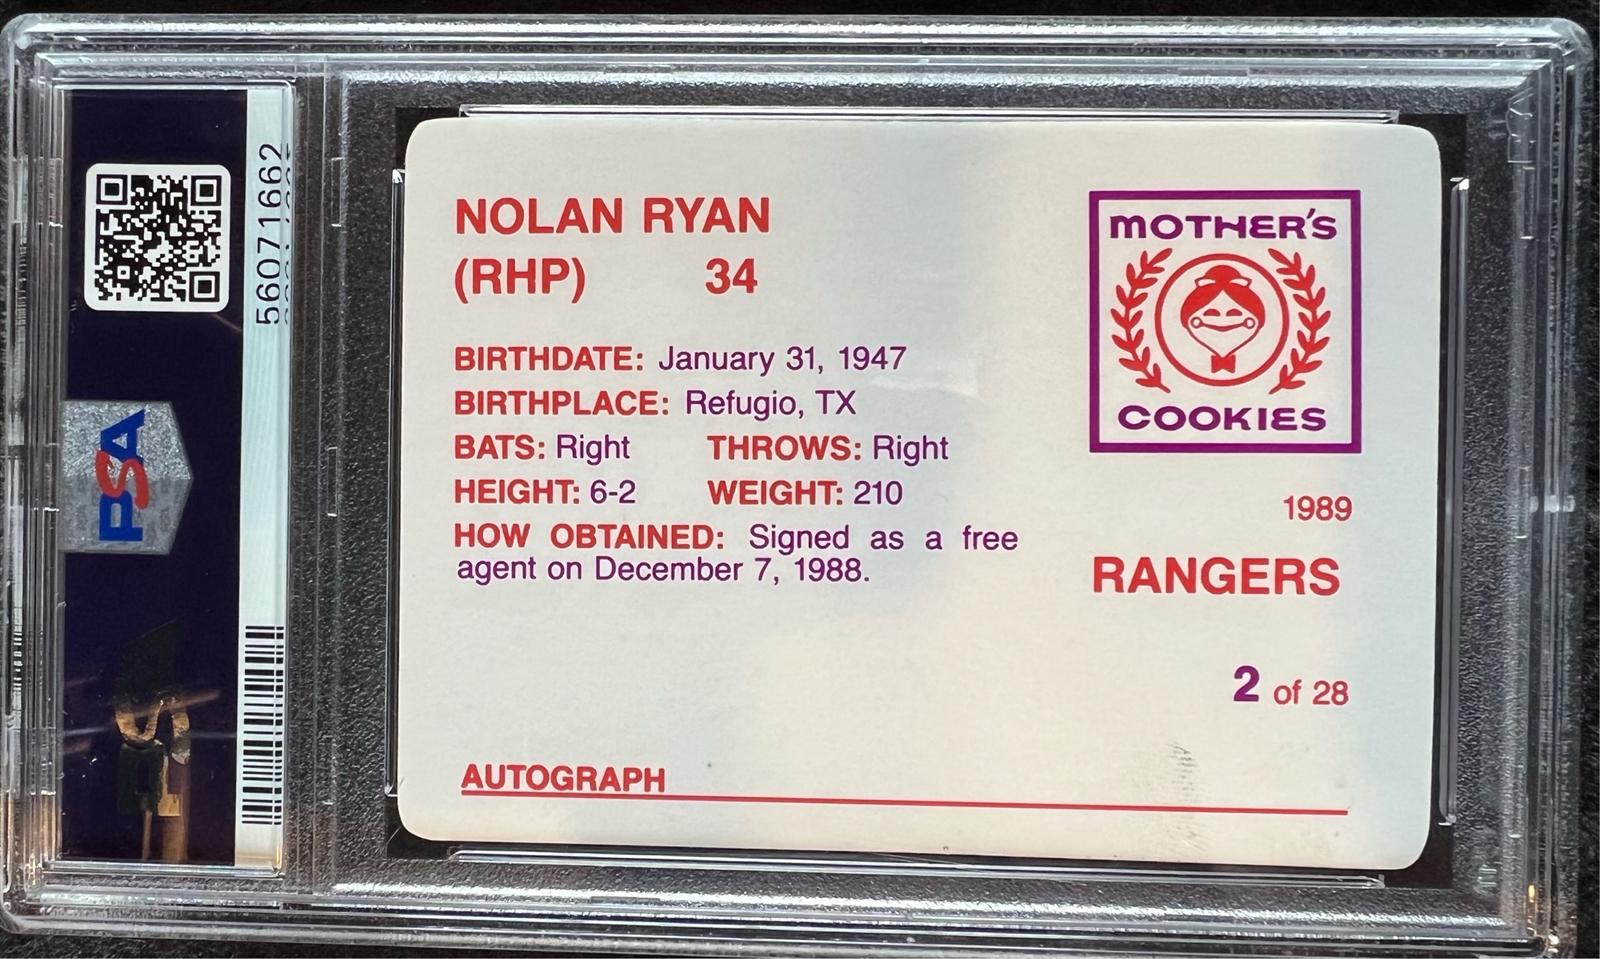 NOLAN RYAN
(RHP) 34
BIRTHDATE: January 31, 1947
BIRTHPLACE: Refugio, TX
BATS: Right THROWS: Right
HEIGHT: 6-2 WEIGHT: 210
HOW OBTAINED: Signed as a free
agent on December 7, 1988.
AUTOGRAPH
MOTHER'S
COOKIES
1989
RANGERS
2 of 28
PSA
56071662